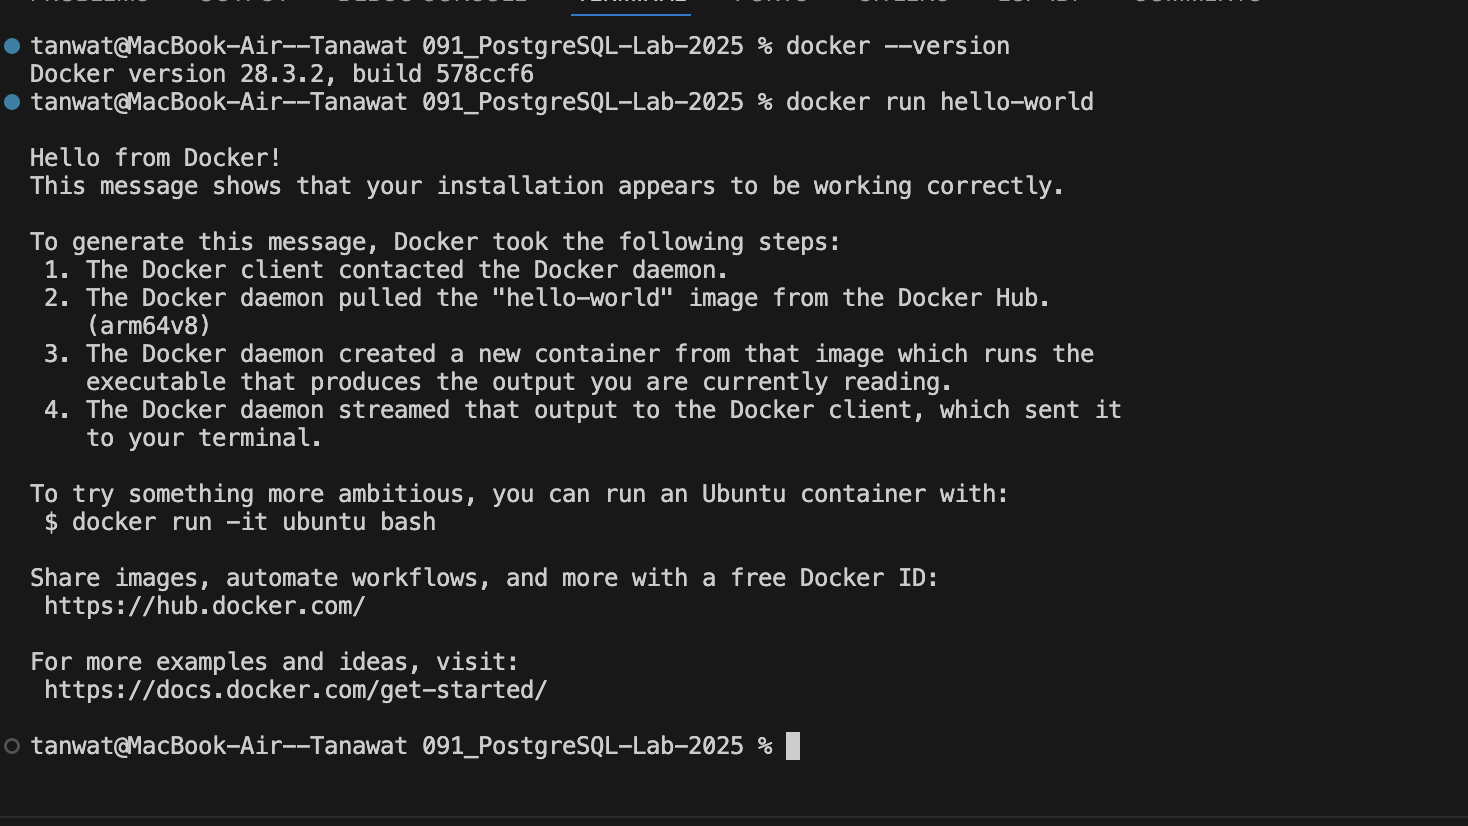 tanwat@MacBook-Air--Tanawat 091_PostgreSQL-Lab-2025 % docker --version
Docker version 28.3.2, build 578ccf6
tanwat@MacBook-Air--Tanawat 091_PostgreSQL-Lab-2025 % docker run hello-world
Hello from Docker!
This message shows that your installation appears to be working correctly.
To generate this message, Docker took the following steps:
1. The Docker client contacted the Docker daemon.
2. The Docker daemon pulled the "hello-world" image from the Docker Hub.
(arm64v8)
3. The Docker daemon created a new container from that image which runs the
executable that produces the output you are currently reading.
4. The Docker daemon streamed that output to the Docker client, which sent it
to your terminal.
To try something more ambitious, you can run an Ubuntu container with:
$ docker run -it ubuntu bash
Share images, automate workflows, and more with a free Docker ID:
https://hub.docker.com/
For more examples and ideas, visit:
https://docs.docker.com/get-started/
tanwat@MacBook-Air--Tanawat 091_PostgreSQL-Lab-2025 %